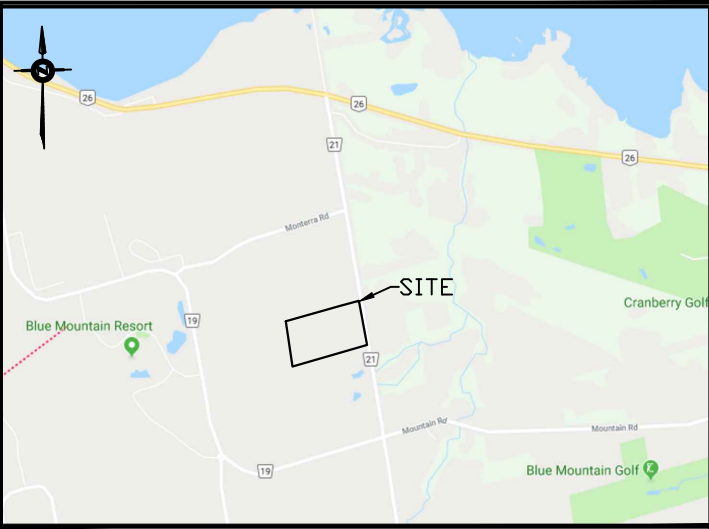 26
26
21
26
Monterra Rd
SITE
Cranberry Golf
19
Blue Mountain Resort
21
Mountain Rd
Mountain Rd
19
Blue Mountain Golf